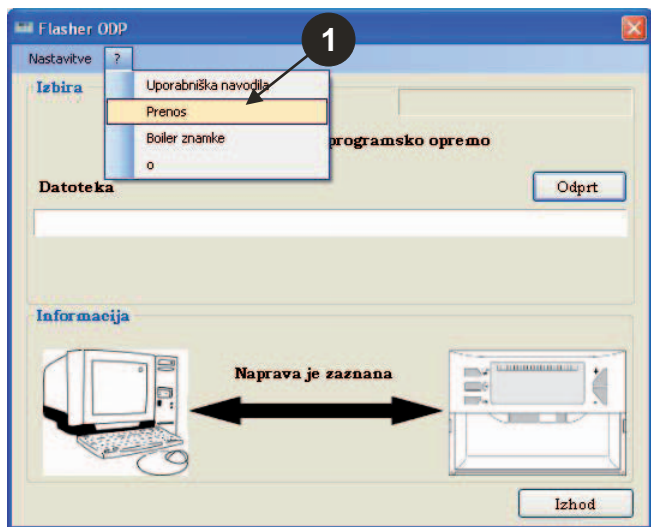 Flasher ODP
1
Nastavitve ?
Izbira
Uporabniška navodila
Prenos
Boiler znamke
o
programsko opremo
Datoteka
Odprt
Informacija
Naprava je zaznana
Izhod